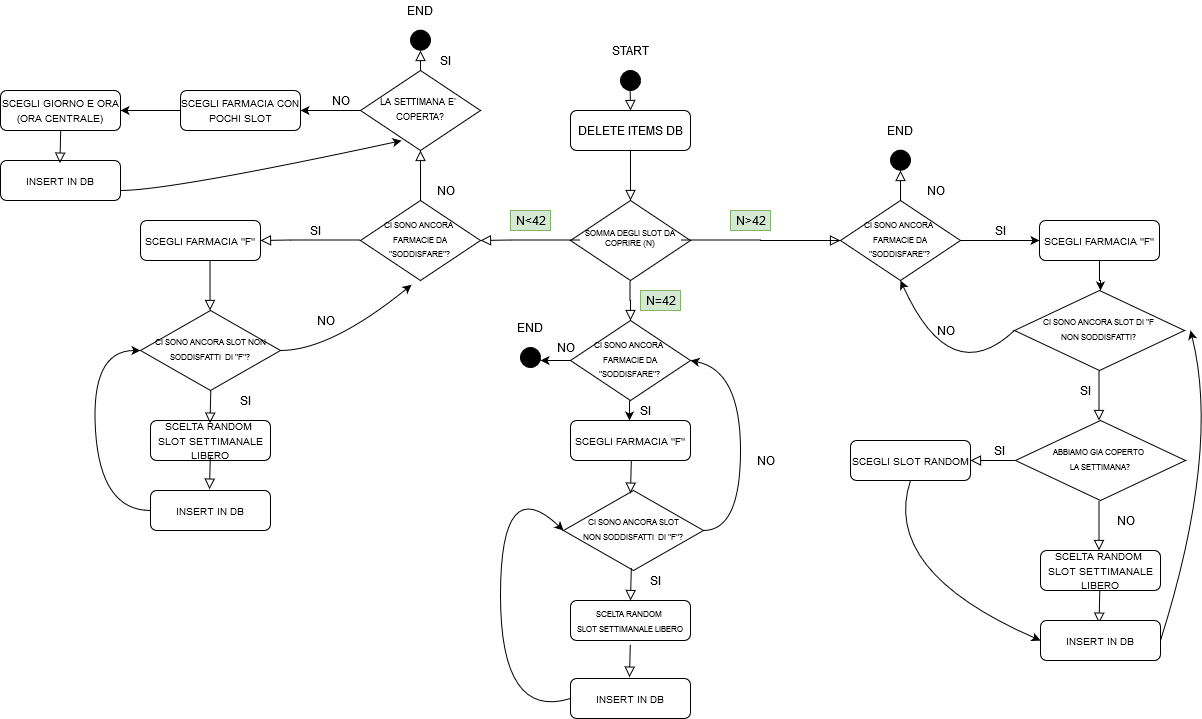 END
SI
LA SETTIMANA E'
COPERTA?
NO
SCEGLI FARMACIA CON
POCHI SLOT
SCEGLI GIORNO E ORA
(ORA CENTRALE)
INSERT IN DB
NO
CI SONO ANCORA
FARMACIE DA
"SODDISFARE"?
SI
SCEGLI FARMACIA "F"
NO
CI SONO ANCORA SLOT NON
SODDISFATTI DI "F"?
SI
SCELTA RANDOM
SLOT SETTIMANALE
LIBERO
INSERT IN DB
START
DELETE ITEMS DB
SOMMA DEGLI SLOT DA
COPRIRE (N)
N<42
N>42
N=42
END
NO
CI SONO ANCORA
FARMACIE DA
"SODDISFARE"?
SI
SCEGLI FARMACIA "F"
NO
CI SONO ANCORA SLOT
NON SODDISFATTI DI "F"?
SI
SCELTA RANDOM
SLOT SETTIMANALE LIBERO
INSERT IN DB
END
NO
CI SONO ANCORA
FARMACIE DA
"SODDISFARE"?
SI
SCEGLI FARMACIA "F"
NO
CI SONO ANCORA SLOT DI "F
NON SODDISFATTI?
SI
ABBIAMO GIA COPERTO
LA SETTIMANA?
SI
SCEGLI SLOT RANDOM
NO
SCELTA RANDOM
SLOT SETTIMANALE
LIBERO
INSERT IN DB